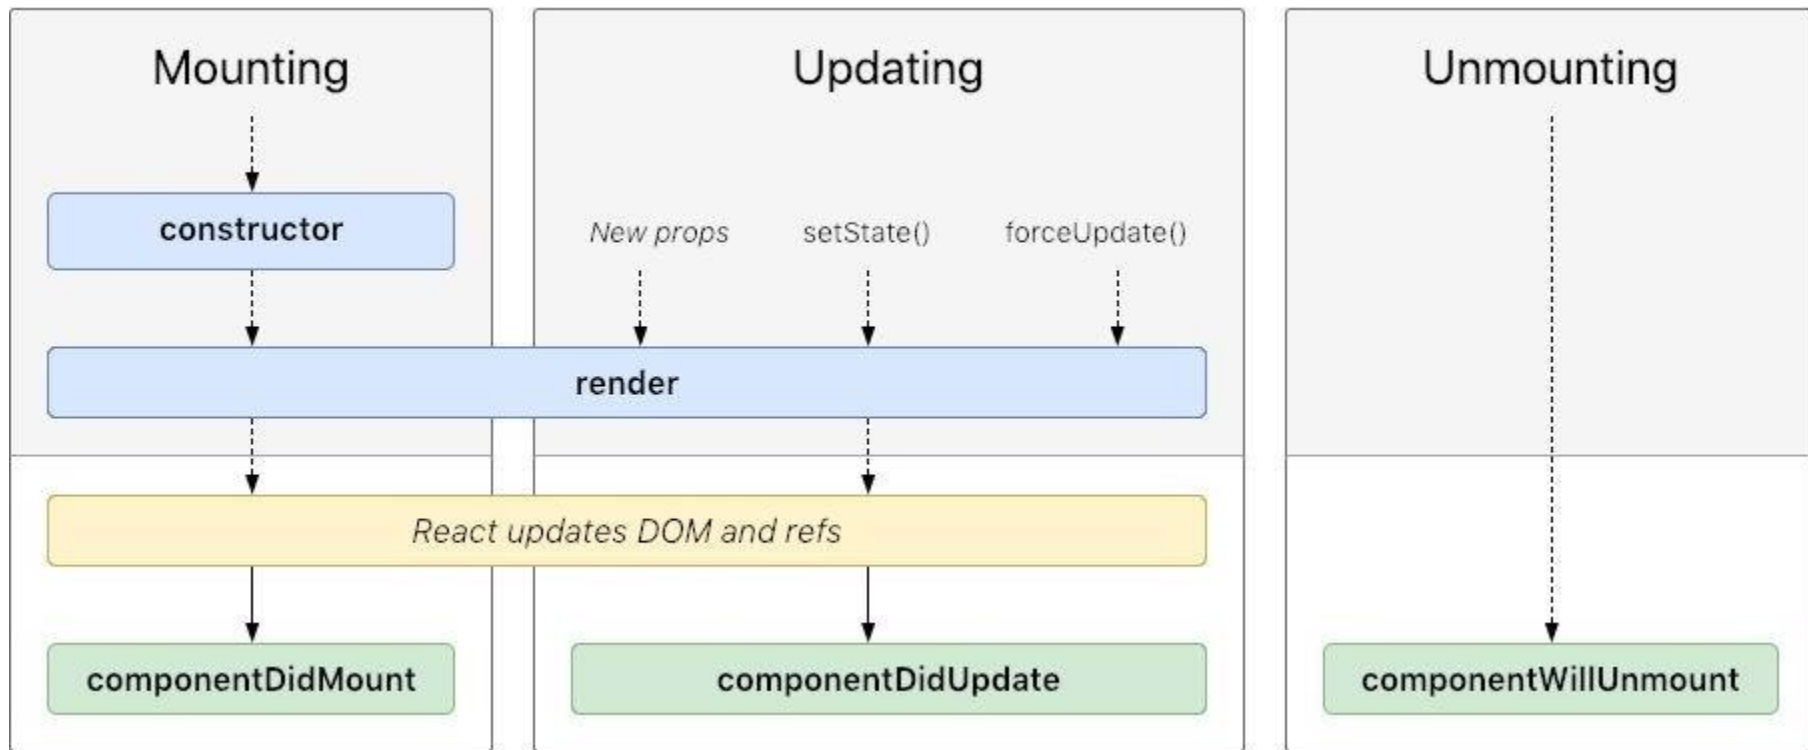 Mounting
Updating
Unmounting
constructor
New props
setState()
forceUpdate()
render
React updates DOM and refs
componentDidMount
componentDidUpdate
componentWillUnmount